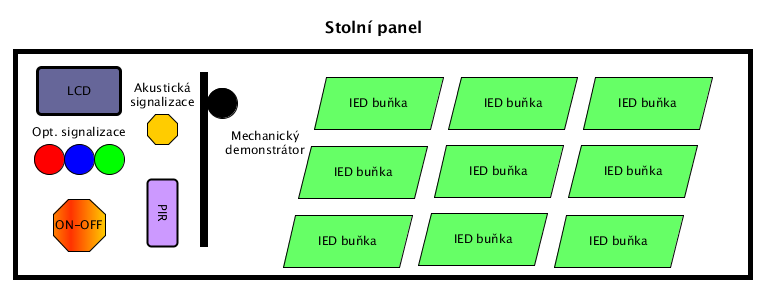 Stolní panel
LCD
Akustická
signalizace
Opt. signalizace
Mechanický
demonstrátor
ON-OFF
PIR
IED buňka
IED buňka
IED buňka
IED buňka
IED buňka
IED buňka
IED buňka
IED buňka
IED buňka